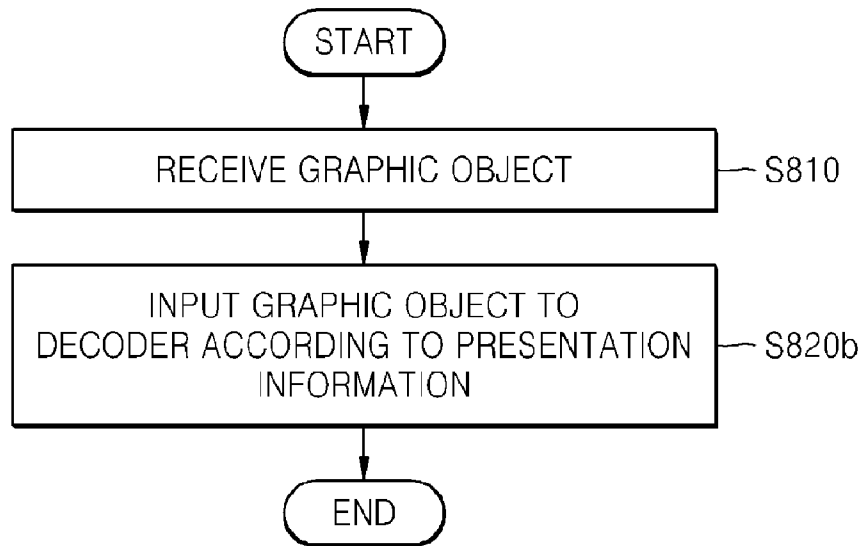 START
RECEIVE GRAPHIC OBJECT
S810
INPUT GRAPHIC OBJECT TO
DECODER ACCORDING TO PRESENTATION
INFORMATION
S820b
END